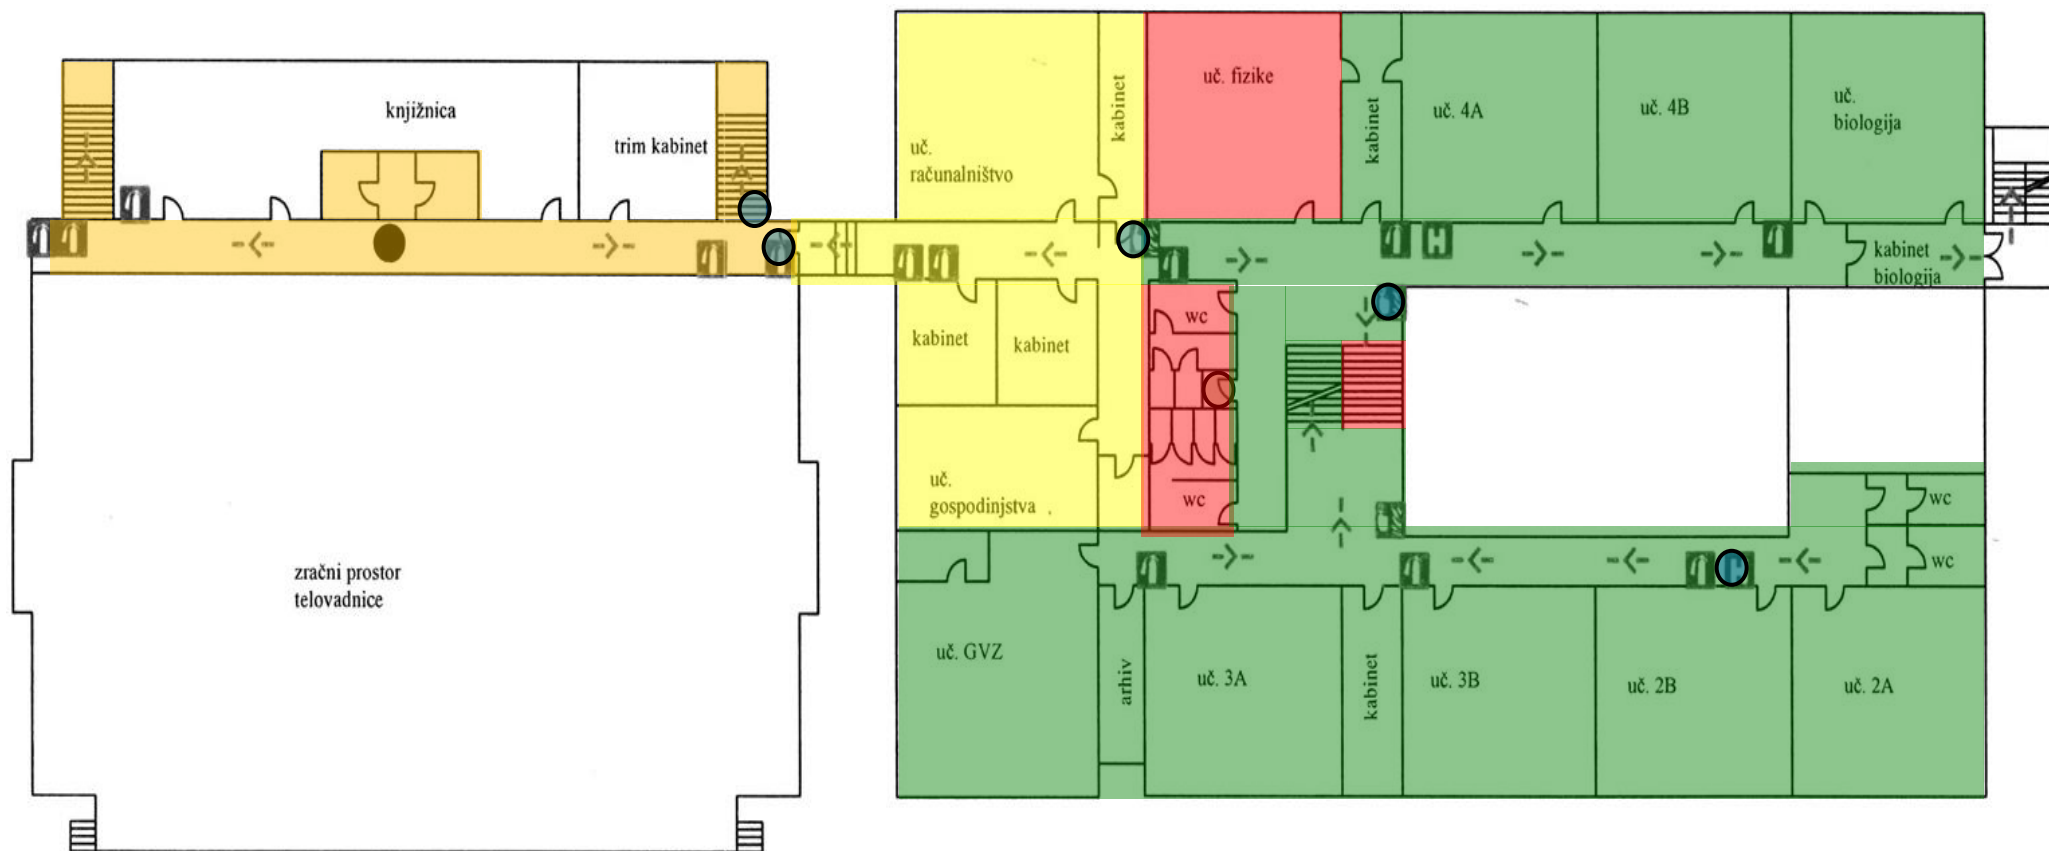 knjižnica
trim kabinet
uč.
računalništvo
kabinet
uč. fizike
kabinet
uč. 4A
uč. 4B
uč.
biologija
kabinet
biologija
kabinet
kabinet
wc
uč.
gospodinjstva
wc
wc
wc
zračni prostor
telovadnice
uč. GVZ
arhiv
uč. 3A
kabinet
uč. 3B
uč. 2B
uč. 2A